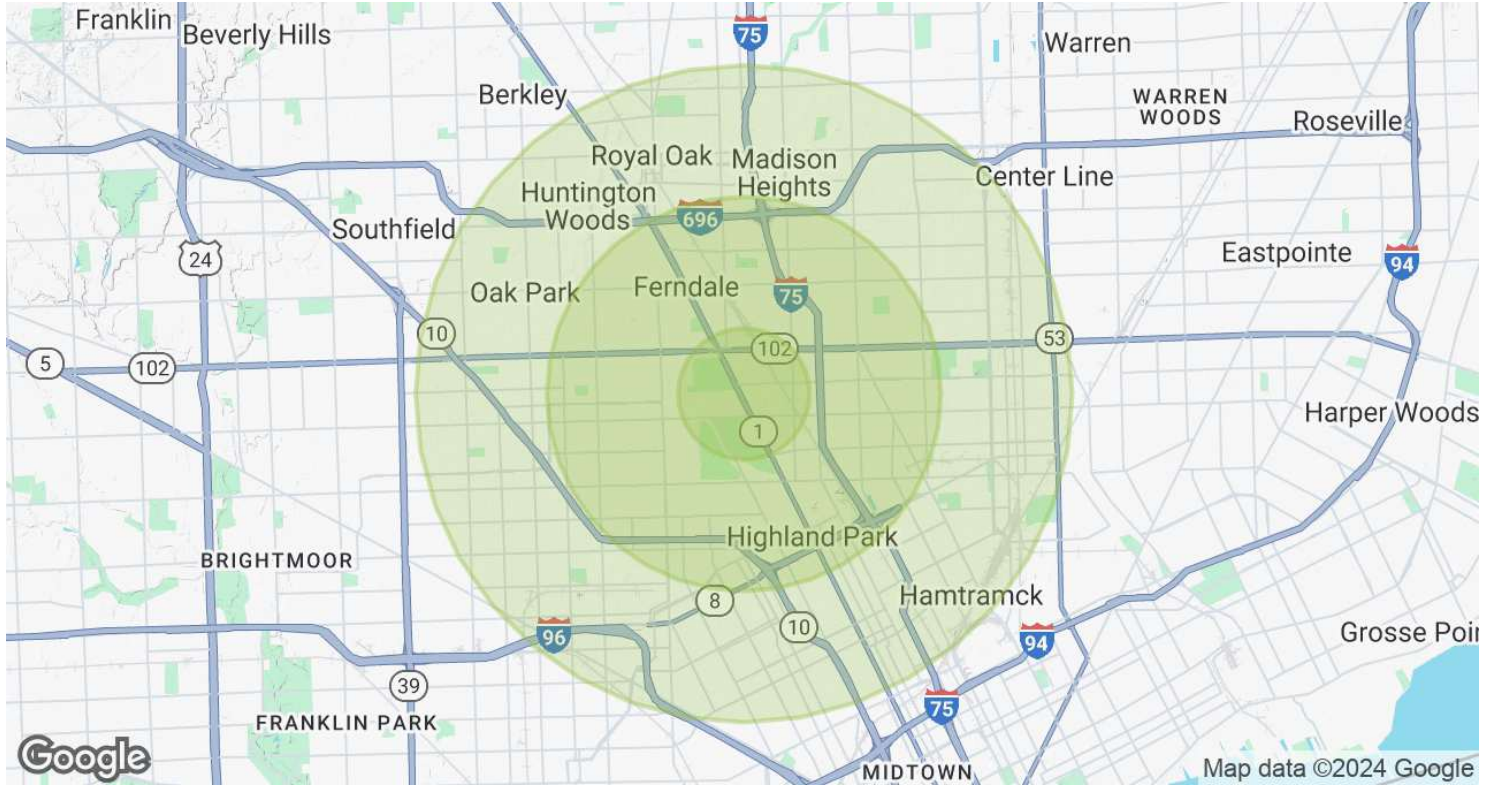 Franklin
Beverly Hills
75
Warren
Berkley
WARREN
WOODS
Roseville
Royal Oak
Madison
Heights
Center Line
Huntington
Woods
696
Southfield
24
Eastpointe
94
Oak Park
Ferndale
75
10
102
53
5
102
Harper Woods
1
Highland Park
BRIGHTMOOR
8
Hamtramck
10
96
94
Grosse Poi
39
75
FRANKLIN PARK
Google
MIDTOWN
Map data ©2024 Google